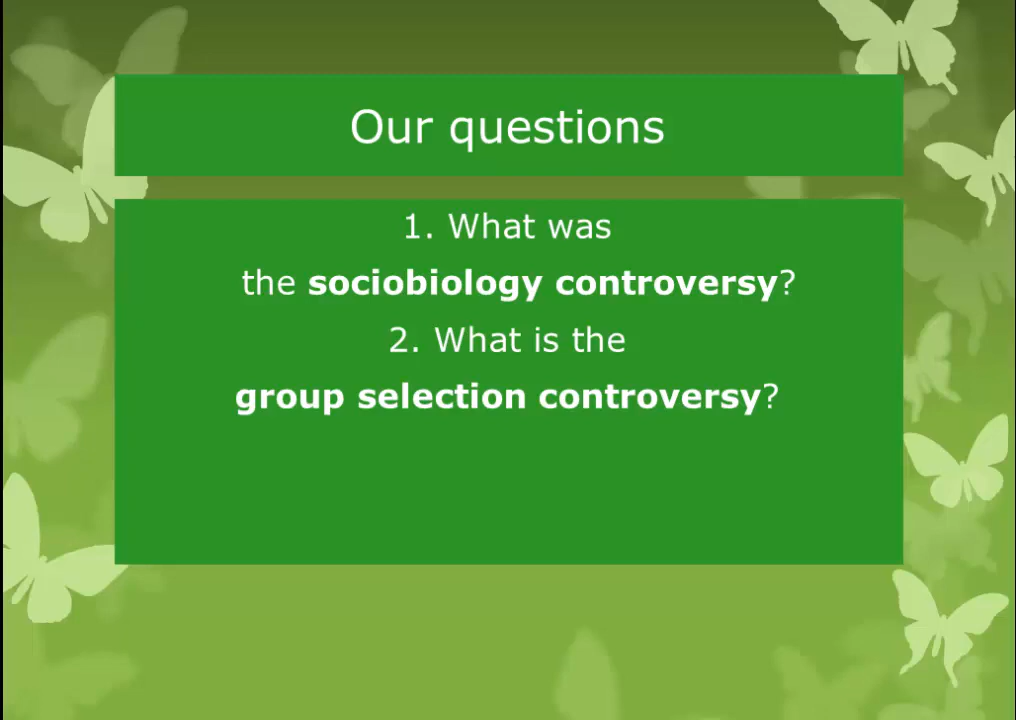 Our questions
1. What was
the sociobiology controversy?
2. What is the
group selection controversy?